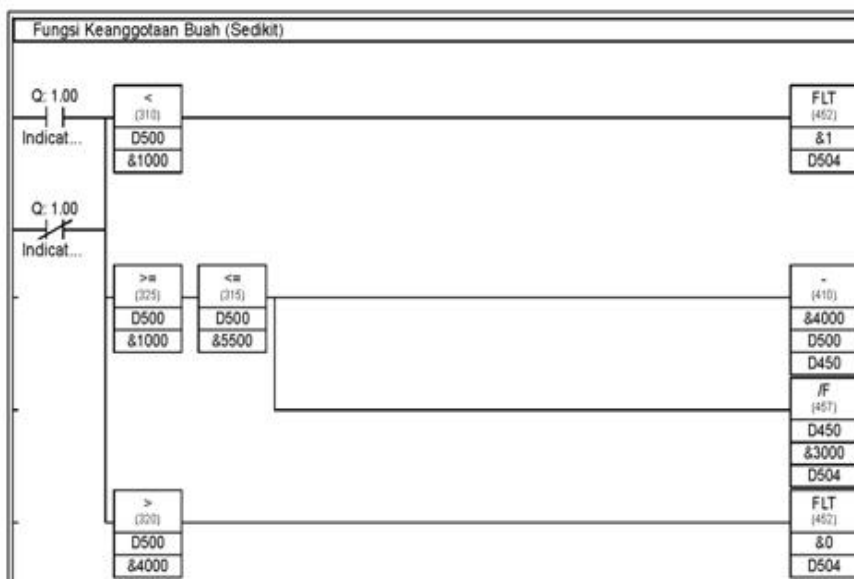 Fungsi Keanggotaan Buah (Sedikit)
Q: 1.00
Indicat...
<
(310)
D500
&1000
FLT
(452)
&1
D504
Q: 1.00
Indicat...
>=
(325)
D500
&1000
<=
(315)
D500
&5500
-
(410)
&4000
D500
D450
/F
(457)
D450
&3000
D504
>
(320)
D500
&4000
FLT
(452)
&0
D504